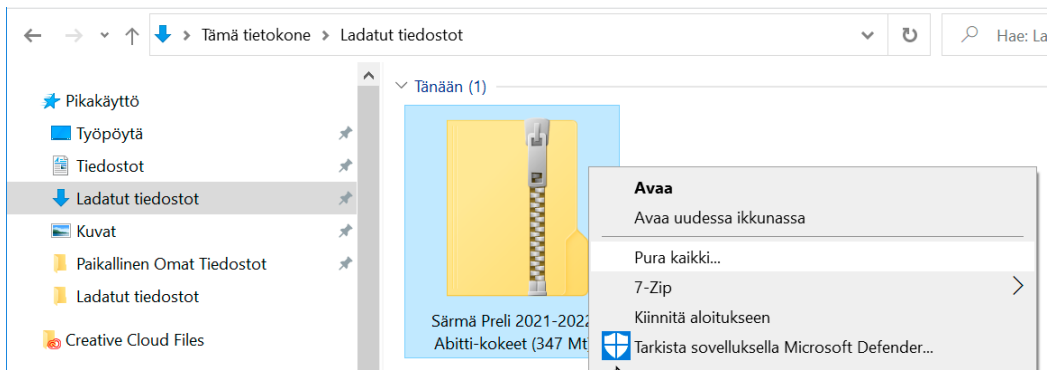 Tämä tietokone > Ladatut tiedostot
Hae: La
Pikakäyttö
Työpöytä
Tiedostot
Ladatut tiedostot
Kuvat
Paikallinen Omat Tiedostot
Ladatut tiedostot
Creative Cloud Files
Tänään (1)
Särmä Preli 2021-2022
Abitti-kokeet (347 Mt
Avaa
Avaa uudessa ikkunassa
Pura kaikki...
7-Zip
Kiinnitä aloitukseen
Tarkista sovelluksella Microsoft Defender...